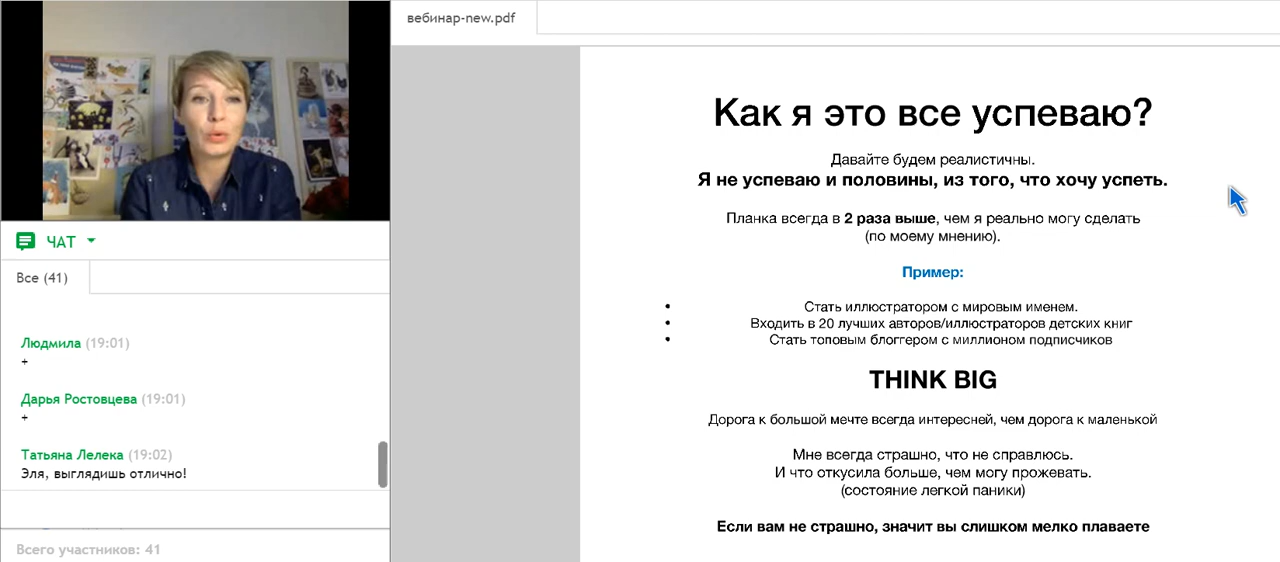 вебинар-new.pdf
ЧАТ
Все (41)
Людмила (19:01)
+
Дарья Ростовцева (19:01)
+
Татьяна Лелека (19:02)
Эля, выглядишь отлично!
Всего участников: 41
Как я это все успеваю?
Давайте будем реалистичны.
Я не успеваю и половины, из того, что хочу успеть.
Планка всегда в 2 раза выше, чем я реально могу сделать
(по моему мнению).
Пример:
• Стать иллюстратором с мировым именем.
• Входить в 20 лучших авторов/иллюстраторов детских книг
• Стать топовым блоггером с миллионом подписчиков
THINK BIG
Дорога к большой мечте всегда интересней, чем дорога к маленькой
Мне всегда страшно, что не справлюсь.
И что откусила больше, чем могу прожевать.
(состояние легкой паники)
Если вам не страшно, значит вы слишком мелко плаваете